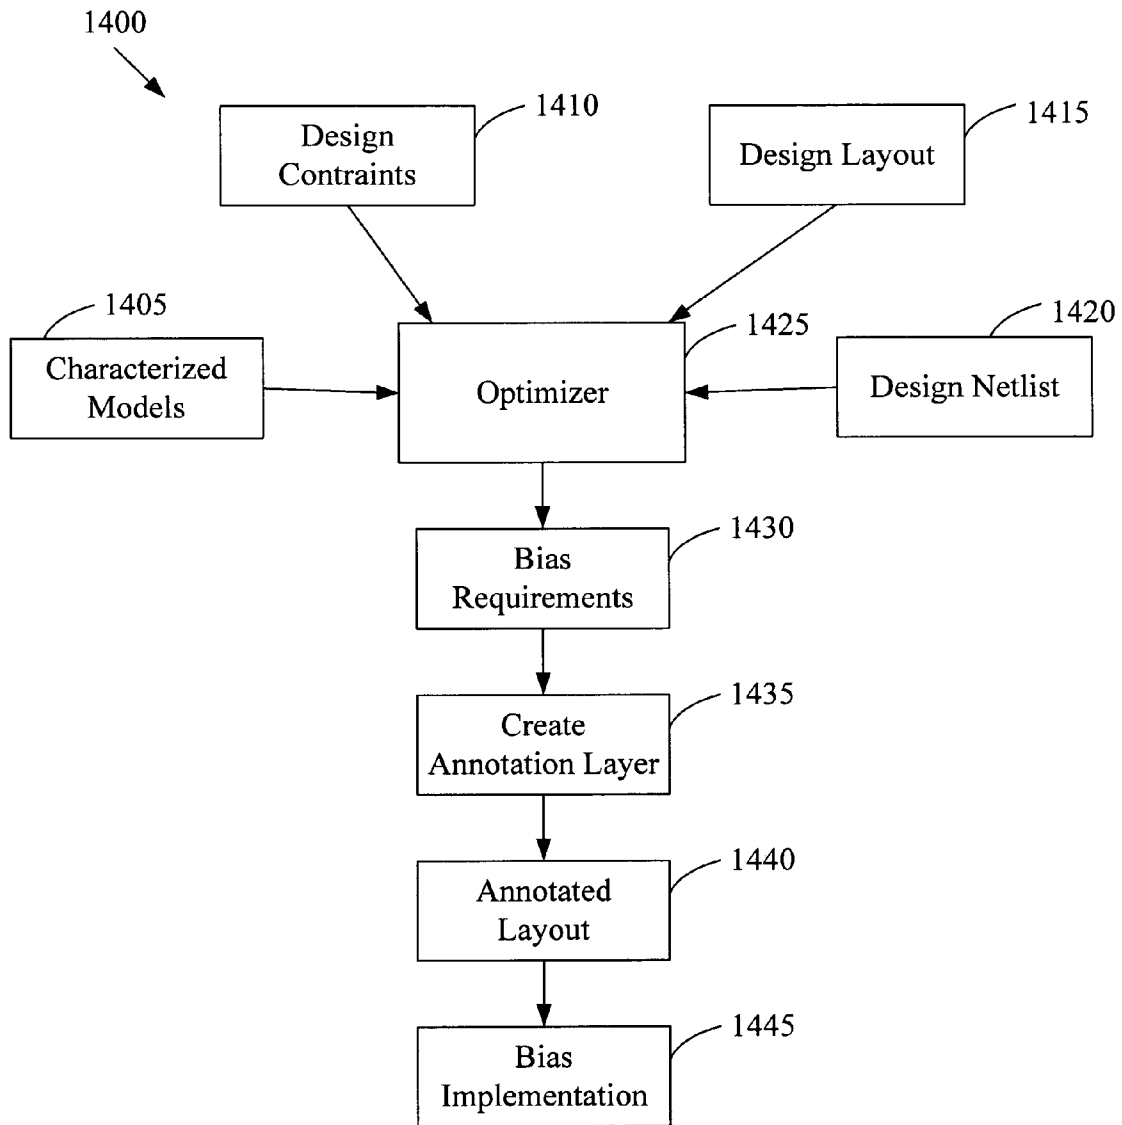 1400
1410
Design
Contraints
1415
Design Layout
1405
Characterized
Models
1425
Optimizer
1420
Design Netlist
1430
Bias
Requirements
1435
Create
Annotation Layer
1440
Annotated
Layout
1445
Bias
Implementation